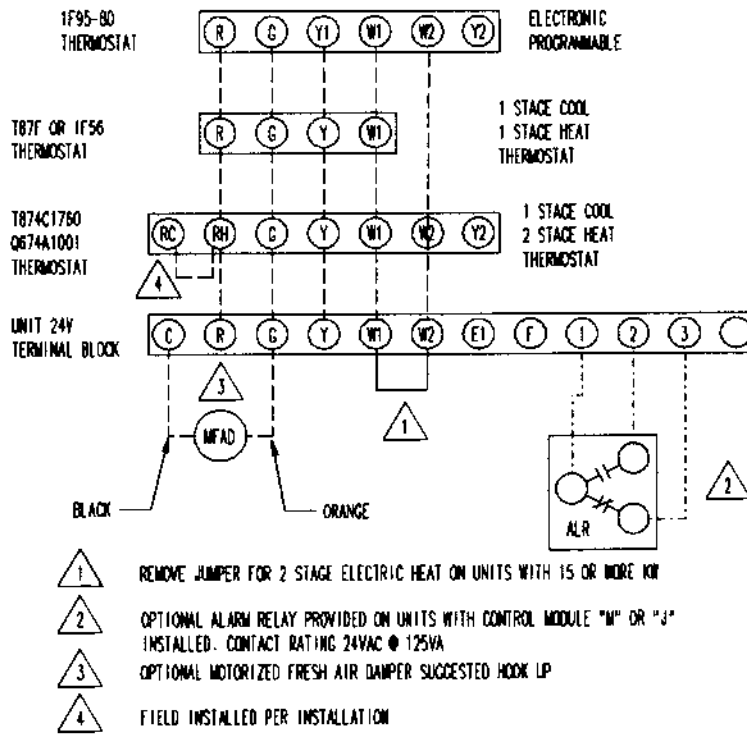 1F95-80
THERMOSTAT
R G Y1 W1 W2 Y2
ELECTRONIC
PROGRAMMABLE
T87F OR 1F56
THERMOSTAT
R G Y W1
1 STAGE COOL
1 STAGE HEAT
THERMOSTAT
T874C1760
Q674A1001
THERMOSTAT
RC RH G Y W1 W2 Y2
1 STAGE COOL
2 STAGE HEAT
THERMOSTAT
4
UNIT 24V
TERMINAL BLOCK
C R G Y W1 W2 E1 F 1 2 3
3
MFAD
1
2
ALR
BLACK
ORANGE
1 REMOVE JUMPER FOR 2 STAGE ELECTRIC HEAT ON UNITS WITH 15 OR MORE KW
2 OPTIONAL ALARM RELAY PROVIDED ON UNITS WITH CONTROL MODULE "M" OR "J"
INSTALLED. CONTACT RATING 24VAC @ 125VA
3 OPTIONAL MOTORIZED FRESH AIR DAMPER SUGGESTED HOOK UP
4 FIELD INSTALLED PER INSTALLATION